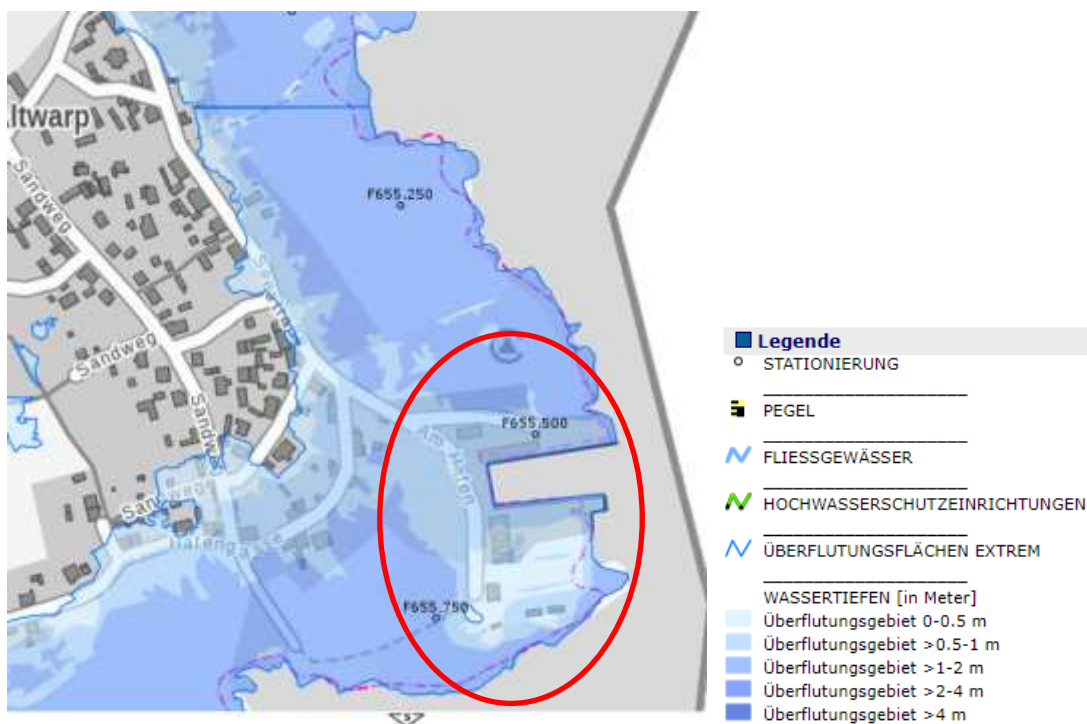 ltwarp
Sandweg
F655.250
Sandweg
F655.500
Am Hafen
Hafengasse
F655.750
Legende
STATIONIERUNG
PEGEL
FLIESSGEWÄSSER
HOCHWASSERSCHUTZEINRICHTUNGEN
ÜBERFLUTUNGSFLÄCHEN EXTREM
WASSERTIEFEN [in Meter]
Überflutungsgebiet 0-0.5 m
Überflutungsgebiet >0.5-1 m
Überflutungsgebiet >1-2 m
Überflutungsgebiet >2-4 m
Überflutungsgebiet >4 m